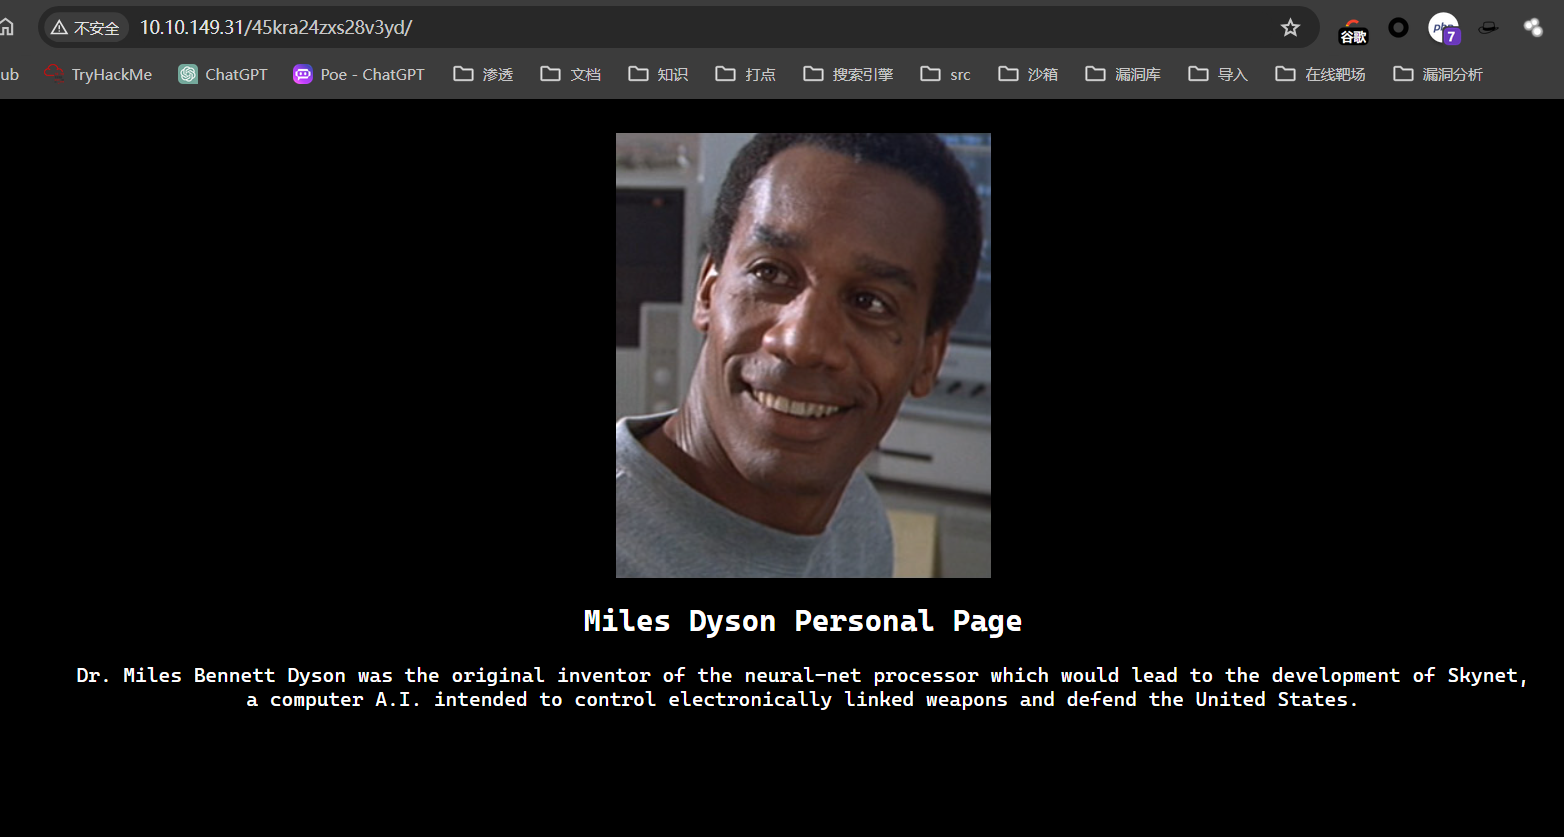 不安全 10.10.149.31/45kra24zxs28v3yd/
谷歌 php 7
ub TryHackMe ChatGPT Poe - ChatGPT 渗透 文档 知识 打点 搜索引擎 src 沙箱 漏洞库 导入 在线靶场 漏洞分析
Miles Dyson Personal Page
Dr. Miles Bennett Dyson was the original inventor of the neural-net processor which would lead to the development of Skynet,
a computer A.I. intended to control electronically linked weapons and defend the United States.